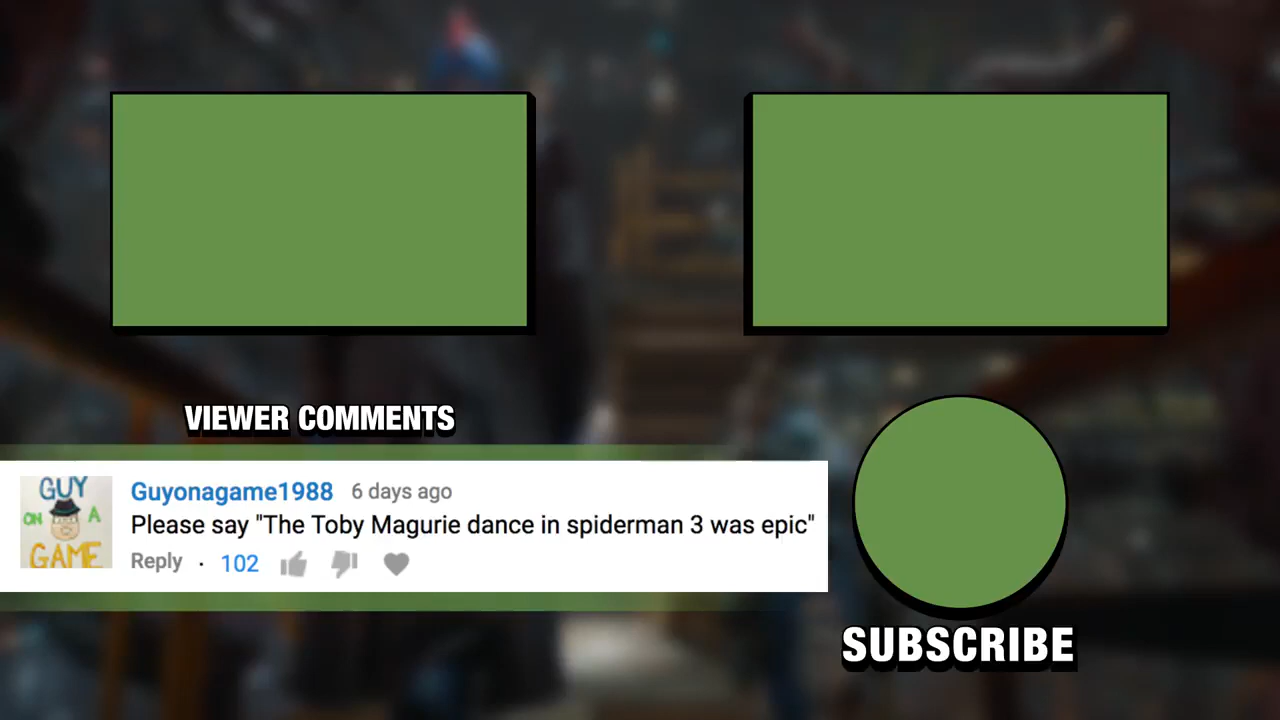 VIEWER COMMENTS
GUY
ON A
GAME
Guyonagame1988 6 days ago
Please say "The Toby Magurie dance in spiderman 3 was epic"
Reply · 102
SUBSCRIBE